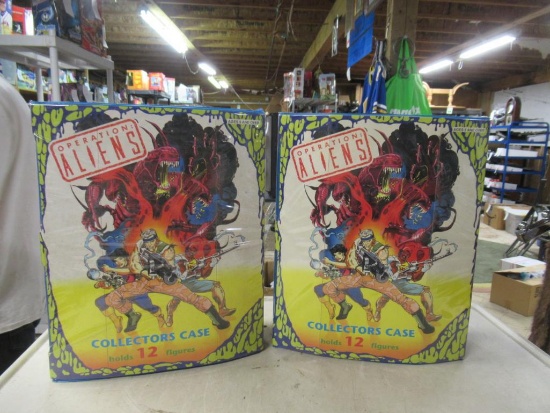 OPERATION:
ALIENS
COLLECTORS CASE
holds 12 figures
OPERATION:
ALIENS
COLLECTORS CASE
holds 12 figures